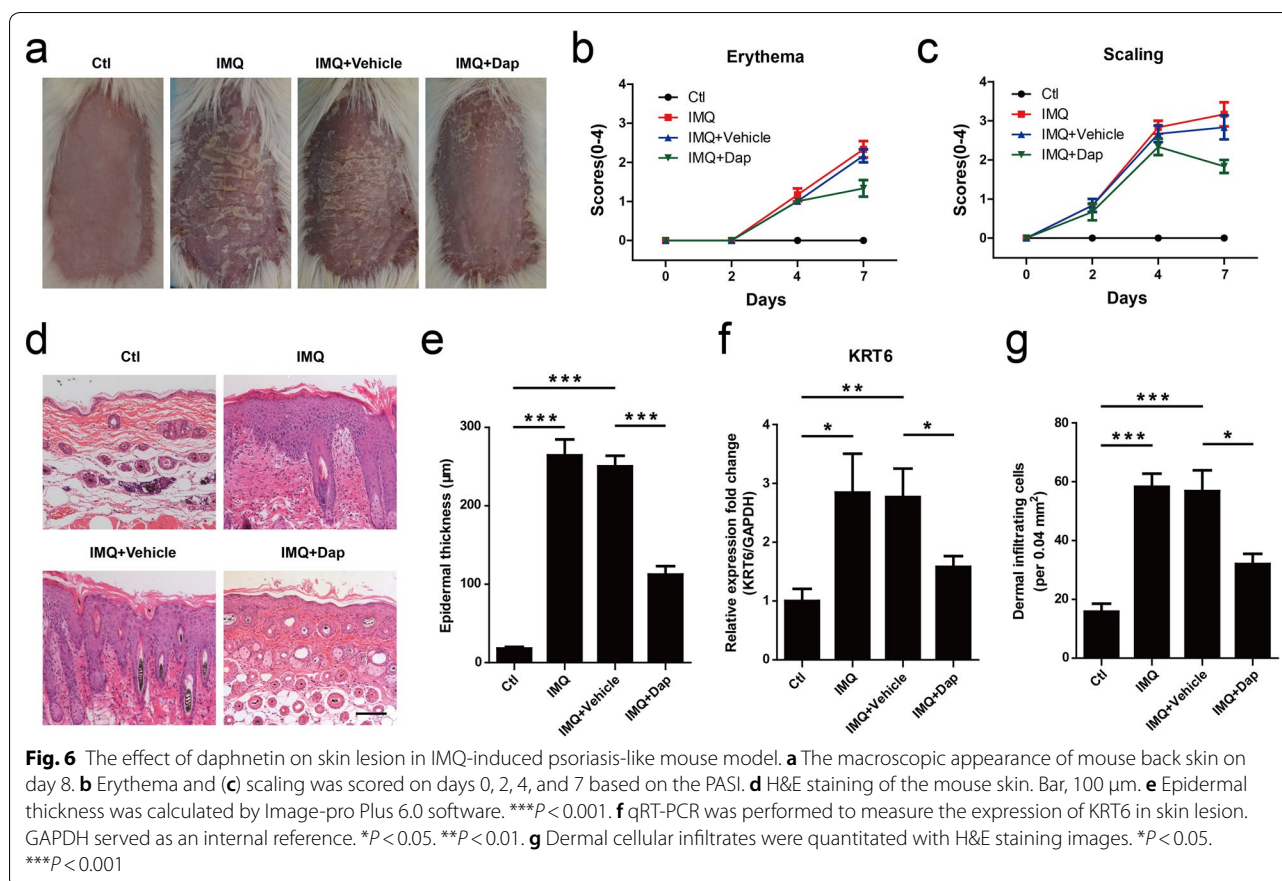 a
Ctl
IMQ
IMQ+Vehicle
IMQ+Dap
b
Erythema
Ctl
IMQ
IMQ+Vehicle
IMQ+Dap
Scores(0-4)
4
3
2
1
0
0
2
4
7
Days
c
Scaling
Ctl
IMQ
IMQ+Vehicle
IMQ+Dap
Scores(0-4)
4
3
2
1
0
0
2
4
7
Days
d
Ctl
IMQ
IMQ+Vehicle
IMQ+Dap
e
***
***
***
Epidermal thickness (μm)
300
200
100
0
Ctl
IMQ
IMQ+Vehicle
IMQ+Dap
f
KRT6
**
*
*
Relative expression fold change
(KRT6/GAPDH)
4
3
2
1
0
Ctl
IMQ
IMQ+Vehicle
IMQ+Dap
g
***
***
*
Dermal infiltrating cells
(per 0.04 mm²)
80
60
40
20
0
Ctl
IMQ
IMQ+Vehicle
IMQ+Dap
Fig. 6 The effect of daphnetin on skin lesion in IMQ-induced psoriasis-like mouse model. a The macroscopic appearance of mouse back skin on
day 8. b Erythema and (c) scaling was scored on days 0, 2, 4, and 7 based on the PASI. d H&E staining of the mouse skin. Bar, 100 μm. e Epidermal
thickness was calculated by Image-pro Plus 6.0 software. ***P < 0.001. f qRT-PCR was performed to measure the expression of KRT6 in skin lesion.
GAPDH served as an internal reference. *P < 0.05. **P < 0.01. g Dermal cellular infiltrates were quantitated with H&E staining images. *P < 0.05.
***P < 0.001